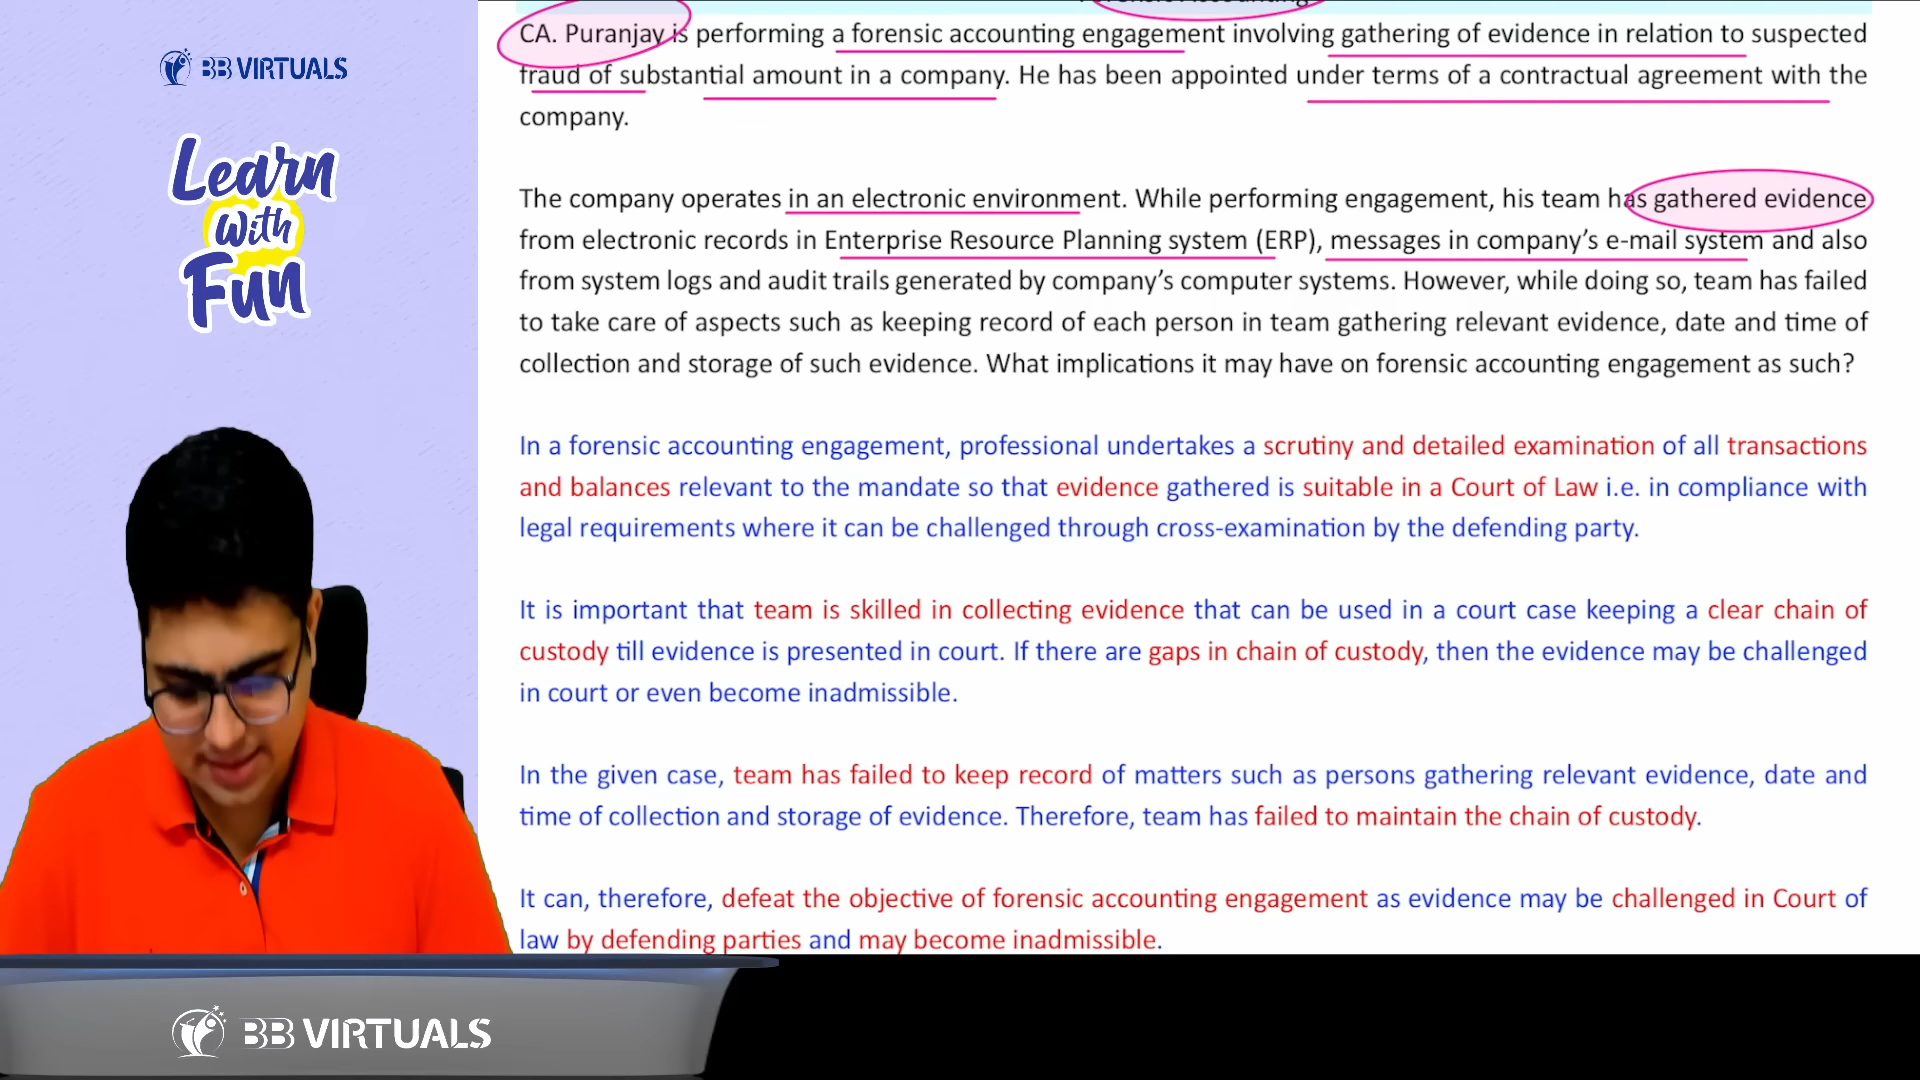 BB VIRTUALS
Learn
with
Fun
CA. Puranjay is performing a forensic accounting engagement involving gathering of evidence in relation to suspected
fraud of substantial amount in a company. He has been appointed under terms of a contractual agreement with the
company.
The company operates in an electronic environment. While performing engagement, his team has gathered evidence
from electronic records in Enterprise Resource Planning system (ERP), messages in company's e-mail system and also
from system logs and audit trails generated by company's computer systems. However, while doing so, team has failed
to take care of aspects such as keeping record of each person in team gathering relevant evidence, date and time of
collection and storage of such evidence. What implications it may have on forensic accounting engagement as such?
In a forensic accounting engagement, professional undertakes a scrutiny and detailed examination of all transactions
and balances relevant to the mandate so that evidence gathered is suitable in a Court of Law i.e. in compliance with
legal requirements where it can be challenged through cross-examination by the defending party.
It is important that team is skilled in collecting evidence that can be used in a court case keeping a clear chain of
custody till evidence is presented in court. If there are gaps in chain of custody, then the evidence may be challenged
in court or even become inadmissible.
In the given case, team has failed to keep record of matters such as persons gathering relevant evidence, date and
time of collection and storage of evidence. Therefore, team has failed to maintain the chain of custody.
It can, therefore, defeat the objective of forensic accounting engagement as evidence may be challenged in Court of
law by defending parties and may become inadmissible.
BB VIRTUALS